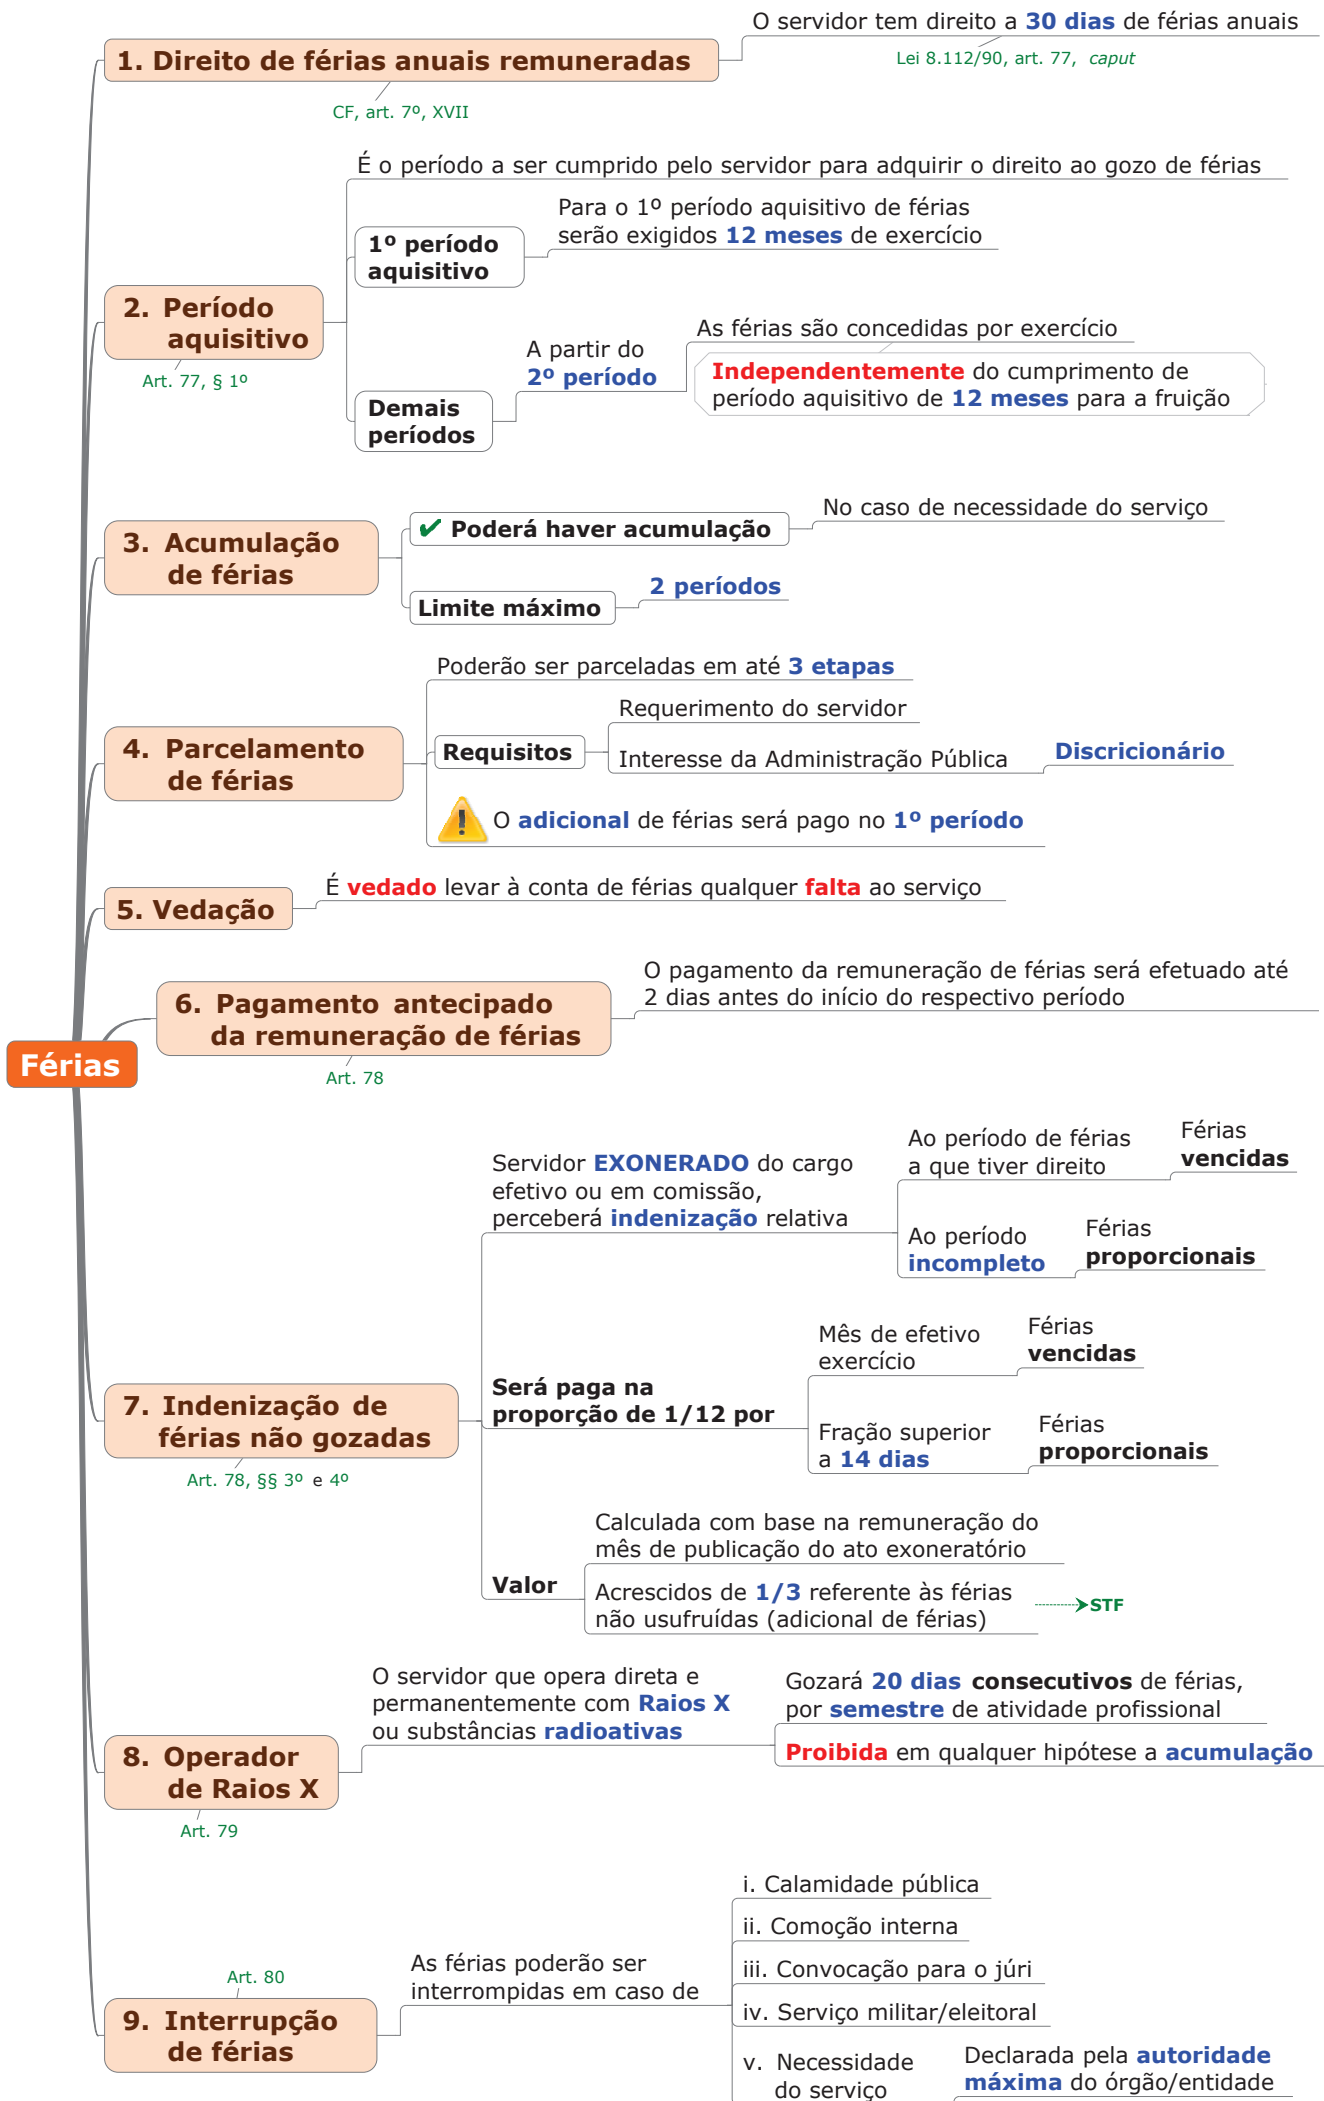 O servidor tem direito a 30 dias de férias anuais
1. Direito de férias anuais remuneradas
Lei 8.112/90, art. 77, caput
CF, art. 7º, XVII
É o período a ser cumprido pelo servidor para adquirir o direito ao gozo de férias
Para o 1º período aquisitivo de férias
serão exigidos 12 meses de exercício
1º período
aquisitivo
2. Período
aquisitivo
Art. 77, § 1º
As férias são concedidas por exercício
A partir do
2º período
Independentemente do cumprimento de
período aquisitivo de 12 meses para a fruição
Demais
períodos
No caso de necessidade do serviço
✔ Poderá haver acumulação
3. Acumulação
de férias
2 períodos
Limite máximo
Poderão ser parceladas em até 3 etapas
Requerimento do servidor
4. Parcelamento
de férias
Requisitos
Interesse da Administração Pública
Discricionário
! O adicional de férias será pago no 1º período
É vedado levar à conta de férias qualquer falta ao serviço
5. Vedação
O pagamento da remuneração de férias será efetuado até
2 dias antes do início do respectivo período
6. Pagamento antecipado
da remuneração de férias
Art. 78
Férias
Servidor EXONERADO do cargo
efetivo ou em comissão,
perceberá indenização relativa
Ao período de férias
a que tiver direito
Férias
vencidas
Ao período
incompleto
Férias
proporcionais
Mês de efetivo
exercício
Férias
vencidas
Será paga na
proporção de 1/12 por
7. Indenização de
férias não gozadas
Art. 78, §§ 3º e 4º
Fração superior
a 14 dias
Férias
proporcionais
Calculada com base na remuneração do
mês de publicação do ato exoneratório
Valor
Acrescidos de 1/3 referente às férias
não usufruídas (adicional de férias)
STF
O servidor que opera direta e
permanentemente com Raios X
ou substâncias radioativas
Gozará 20 dias consecutivos de férias,
por semestre de atividade profissional
Proibida em qualquer hipótese a acumulação
8. Operador
de Raios X
Art. 79
i. Calamidade pública
ii. Comoção interna
As férias poderão ser
interrompidas em caso de
iii. Convocação para o júri
Art. 80
iv. Serviço militar/eleitoral
9. Interrupção
de férias
v. Necessidade
do serviço
Declarada pela autoridade
máxima do órgão/entidade